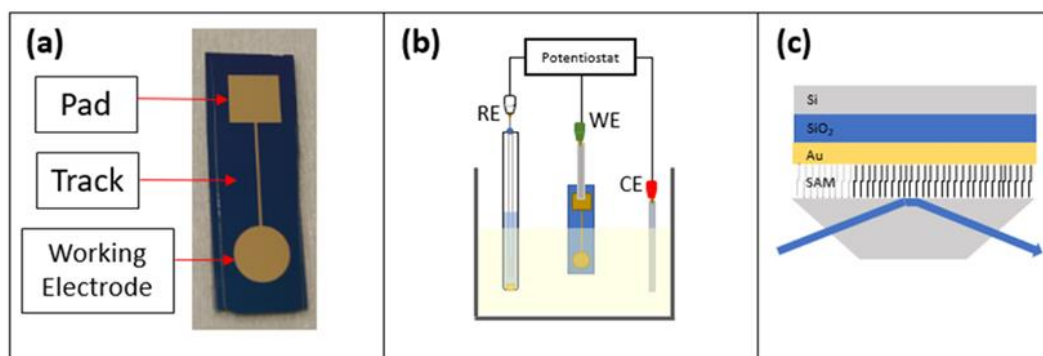 (a)
Pad
Track
Working
Electrode
(b)
Potentiostat
RE
WE
CE
(c)
Si
SiO₂
Au
SAM